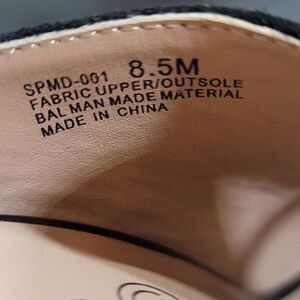 SPMD-001 8.5M
FABRIC UPPER/OUTSOLE
BAL MAN MADE MATERIAL
MADE IN CHINA